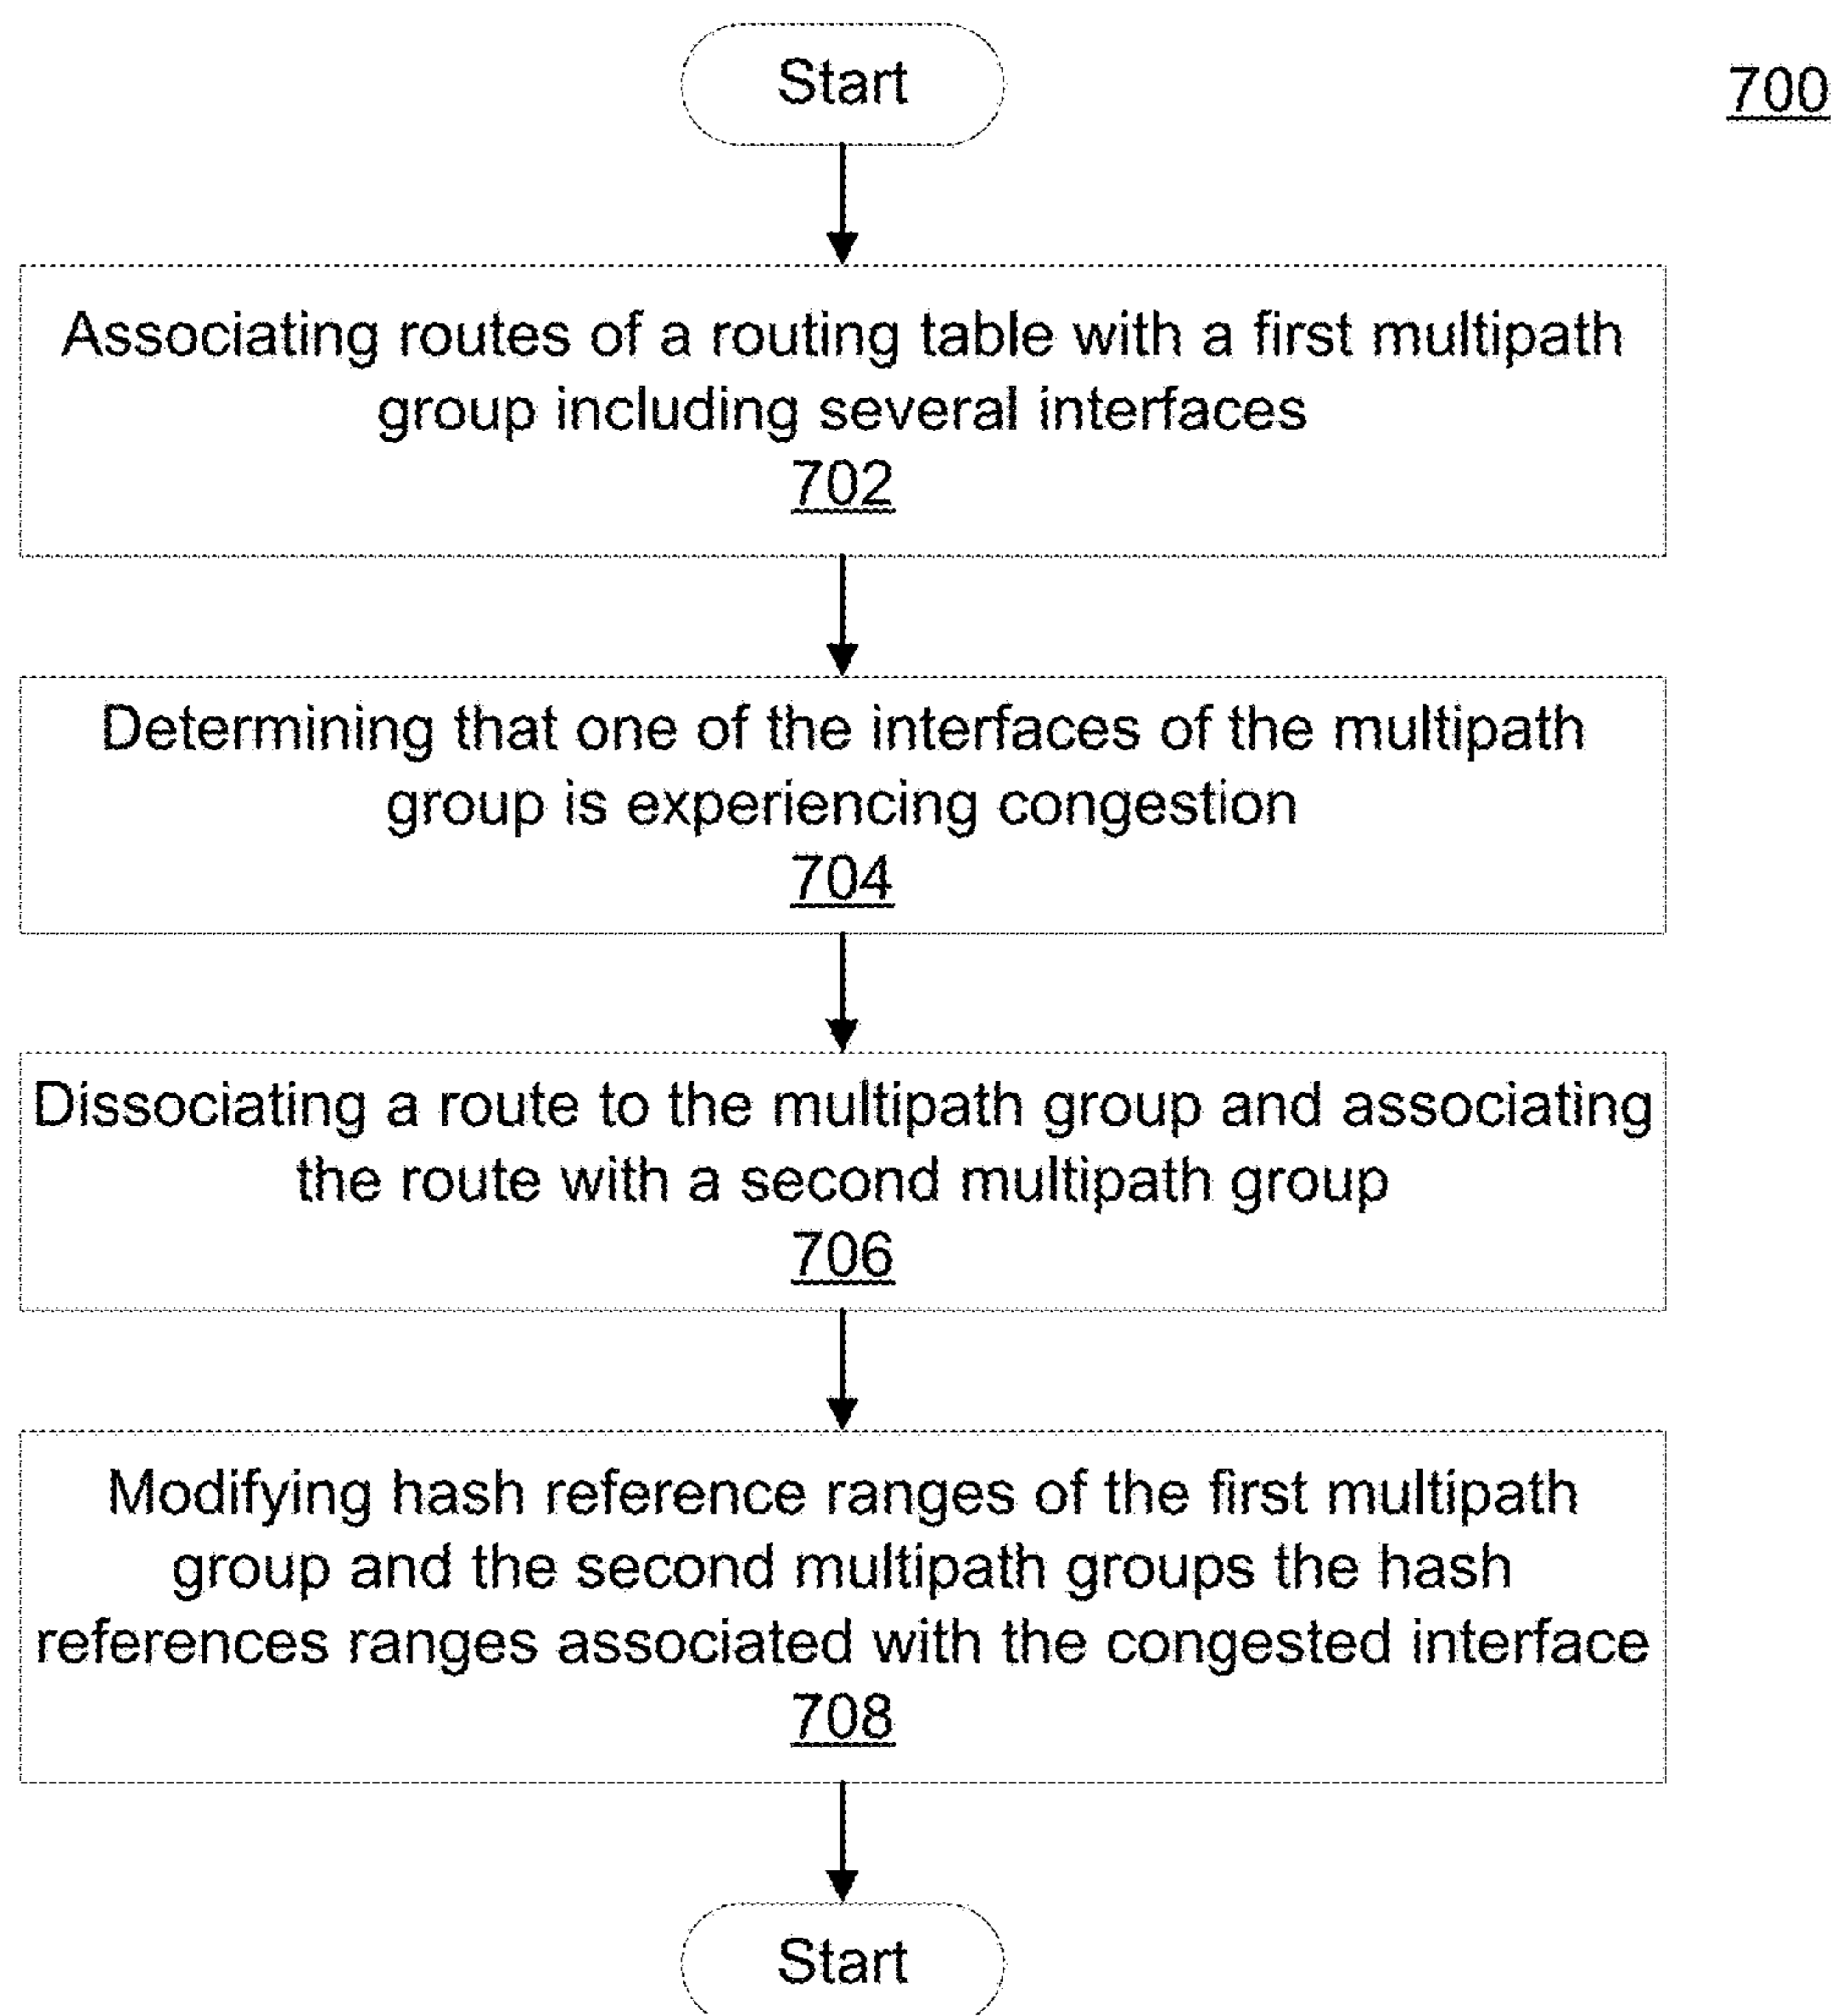 Start
700
Associating routes of a routing table with a first multipath
group including several interfaces
702
Determining that one of the interfaces of the multipath
group is experiencing congestion
704
Dissociating a route to the multipath group and associating
the route with a second multipath group
706
Modifying hash reference ranges of the first multipath
group and the second multipath groups the hash
references ranges associated with the congested interface
708
Start